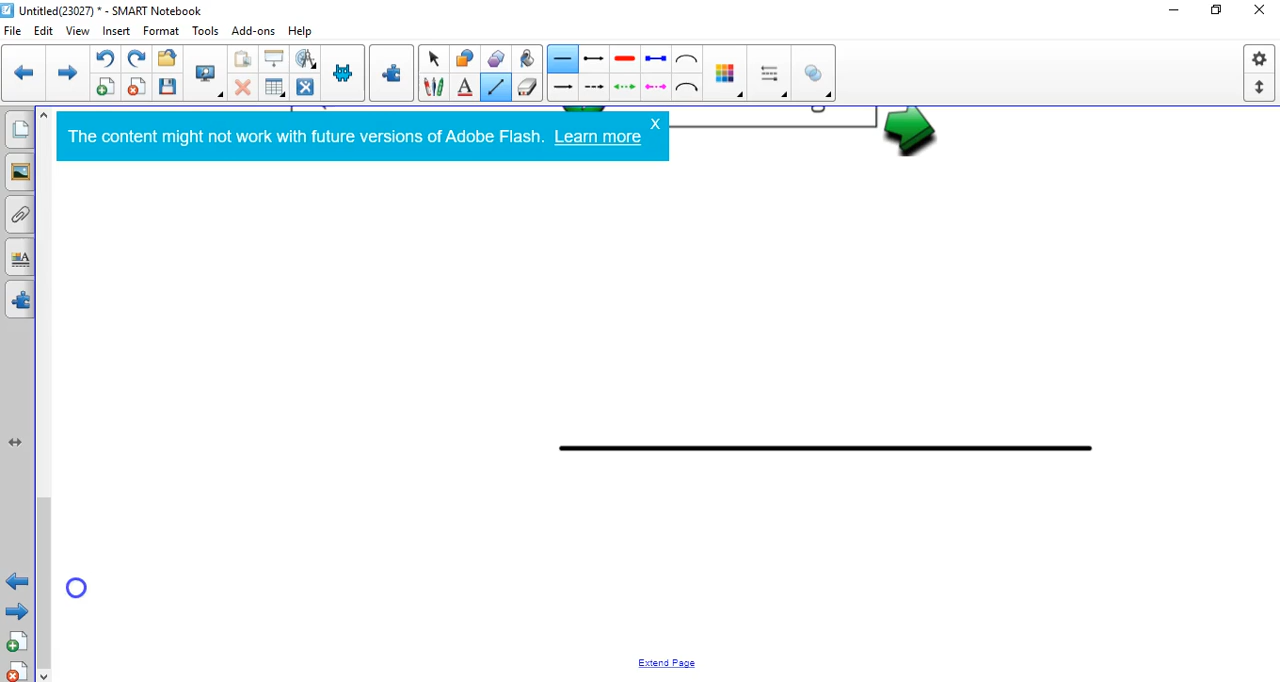 Untitled(23027) * - SMART Notebook
File Edit View Insert Format Tools Add-ons Help
The content might not work with future versions of Adobe Flash. Learn more X
Extend Page